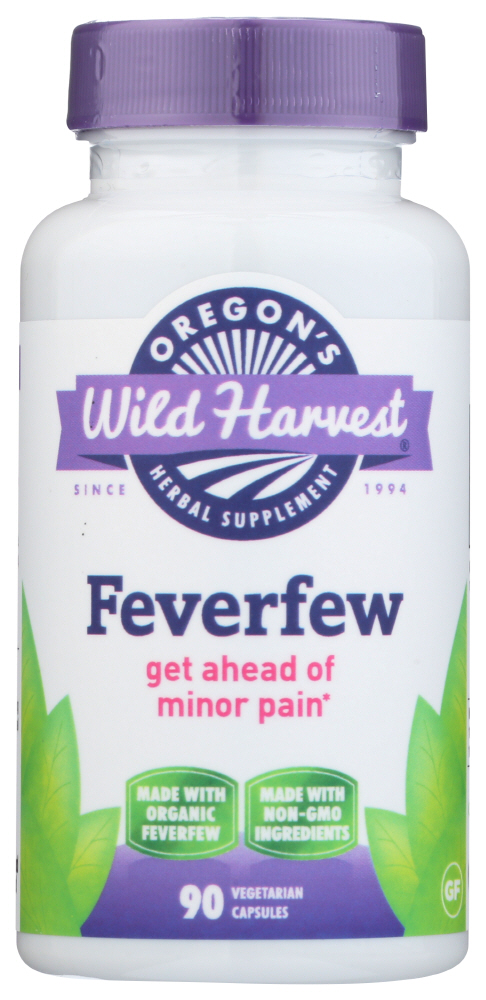 OREGON'S
Wild Harvest®
HERBAL SUPPLEMENT
SINCE 1994
Feverfew
get ahead of
minor pain*
MADE WITH
ORGANIC
FEVERFEW
MADE WITH
NON-GMO
INGREDIENTS
90 VEGETARIAN
CAPSULES
GF